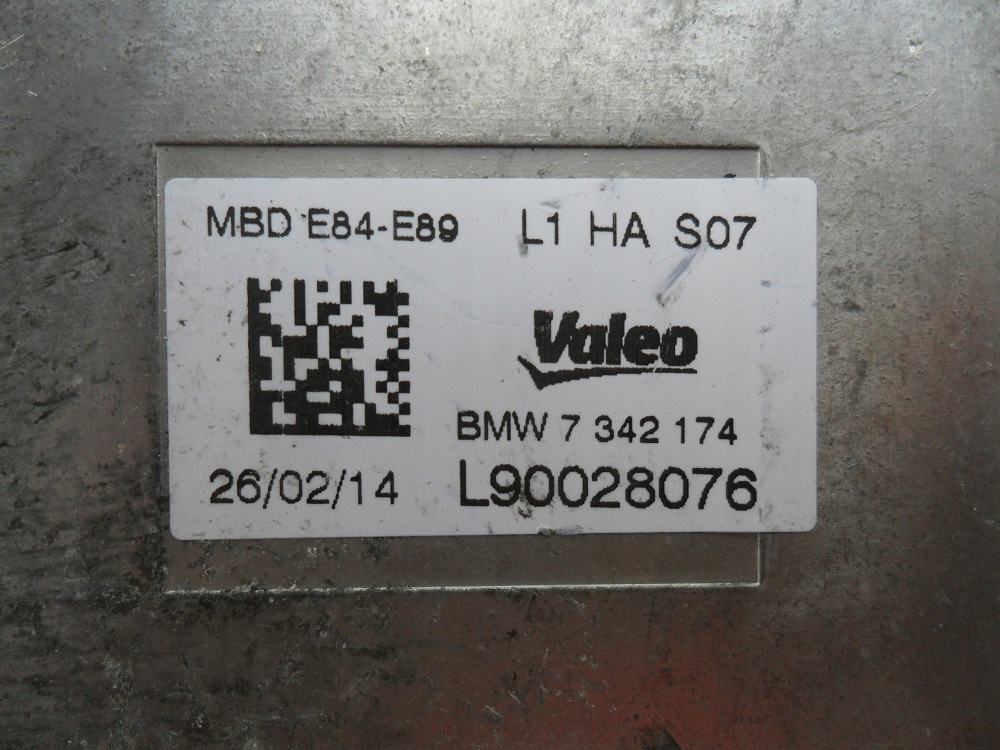 MBD E84-E89 L1 HA S07
Valeo
BMW 7 342 174
26/02/14 L90028076